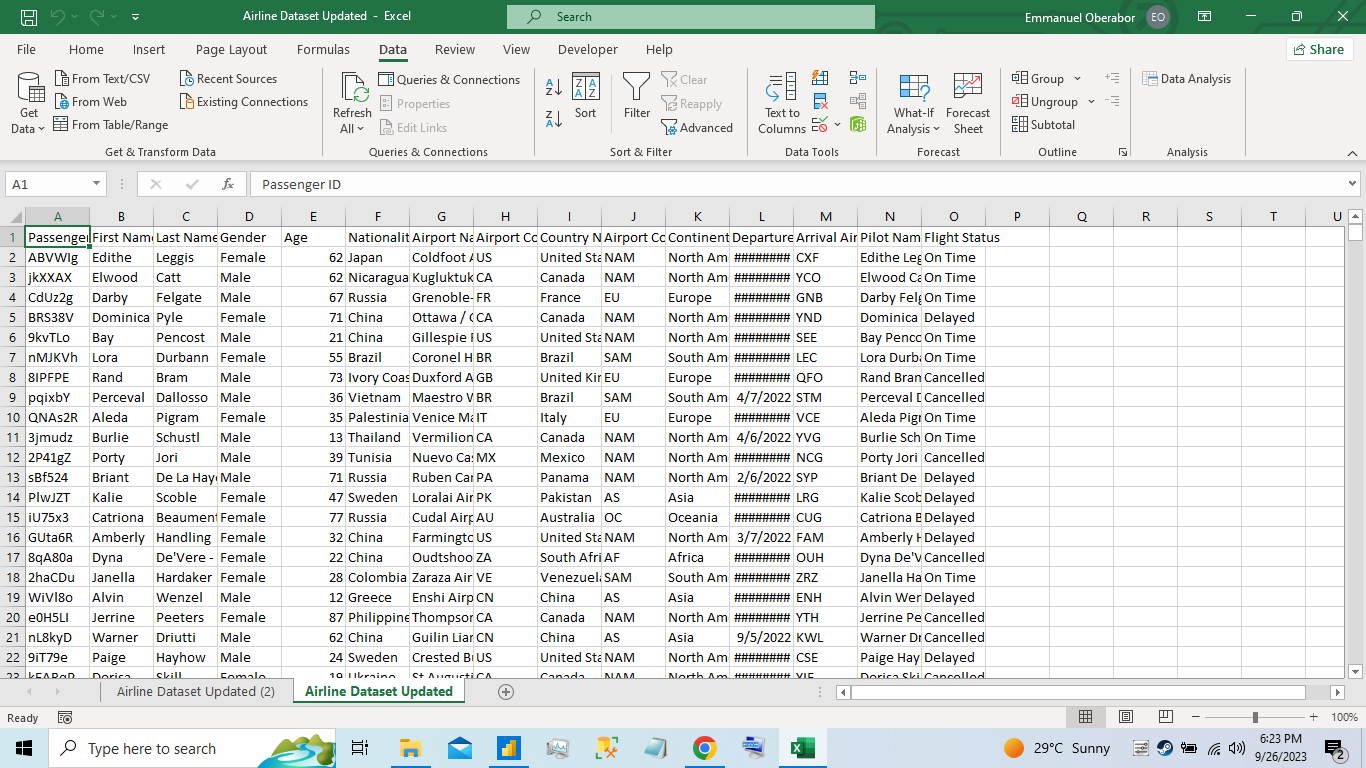 Airline Dataset Updated - Excel
Search
Emmanuel Oberabor
EO
File Home Insert Page Layout Formulas Data Review View Developer Help
Share
Get Data
From Text/CSV
From Web
From Table/Range
Recent Sources
Existing Connections
Get & Transform Data
Refresh All
Queries & Connections
Properties
Edit Links
Queries & Connections
Sort
Filter
Clear
Reapply
Advanced
Sort & Filter
Text to Columns
Data Tools
What-If Analysis
Forecast Sheet
Forecast
Group
Ungroup
Subtotal
Outline
Data Analysis
Analysis
A1 fx Passenger ID
A B C D E F G H I J K L M N O P Q R S T U
1 Passenger First Name Last Name Gender Age Nationalit Airport Na Airport Co Country N Airport Co Continent Departure Arrival Air Pilot Nam Flight Status
2 ABVWIg Edithe Leggis Female 62 Japan Coldfoot A US United Sta NAM North Am ######## CXF Edithe Leg On Time
3 jkXXAX Elwood Catt Male 62 Nicaragua Kugluktuk CA Canada NAM North Am ######## YCO Elwood Ca On Time
4 CdUz2g Darby Felgate Male 67 Russia Grenoble- FR France EU Europe ######## GNB Darby Felg On Time
5 BRS38V Dominica Pyle Female 71 China Ottawa / G CA Canada NAM North Am ######## YND Dominica Delayed
6 9kvTLo Bay Pencost Male 21 China Gillespie F US United Sta NAM North Am ######## SEE Bay Penco On Time
7 nMJKVh Lora Durbann Female 55 Brazil Coronel H BR Brazil SAM South Am ######## LEC Lora Durba On Time
8 8IPFPE Rand Bram Male 73 Ivory Coas Duxford A GB United Kin EU Europe ######## QFO Rand Bram Cancelled
9 pqixbY Perceval Dallosso Male 36 Vietnam Maestro W BR Brazil SAM South Am 4/7/2022 STM Perceval D Cancelled
10 QNAs2R Aleda Pigram Female 35 Palestinia Venice Ma IT Italy EU Europe ######## VCE Aleda Pigr On Time
11 3jmudz Burlie Schustl Male 13 Thailand Vermilion CA Canada NAM North Am 4/6/2022 YVG Burlie Sch On Time
12 2P41gZ Porty Jori Male 39 Tunisia Nuevo Cas MX Mexico NAM North Am ######## NCG Porty Jori Cancelled
13 sBf524 Briant De La Hay Male 71 Russia Ruben Can PA Panama NAM North Am 2/6/2022 SYP Briant De Delayed
14 PlwJZT Kalie Scoble Female 47 Sweden Loralai Air PK Pakistan AS Asia ######## LRG Kalie Scob Delayed
15 iU75x3 Catriona Beaument Female 77 Russia Cudal Airp AU Australia OC Oceania ######## CUG Catriona B Delayed
16 GUta6R Amberly Handling Female 32 China Farmingto US United Sta NAM North Am 3/7/2022 FAM Amberly H Delayed
17 8qA80a Dyna De'Vere - Female 22 China Oudtshoo ZA South Afri AF Africa ######## OUH Dyna De'V Cancelled
18 2haCDu Janella Hardaker Female 28 Colombia Zaraza Air VE Venezuela SAM South Am ######## ZRZ Janella Ha On Time
19 WiVl8o Alvin Wenzel Male 12 Greece Enshi Airp CN China AS Asia ######## ENH Alvin Wen Delayed
20 e0H5LI Jerrine Peeters Female 87 Philippine Thompson CA Canada NAM North Am ######## YTH Jerrine Pe Cancelled
21 nL8kyD Warner Driutti Male 62 China Guilin Lian CN China AS Asia 9/5/2022 KWL Warner Dr Cancelled
22 9iT79e Paige Hayhow Male 24 Sweden Crested Bu US United Sta NAM North Am ######## CSE Paige Hay Delayed
Airline Dataset Updated (2) Airline Dataset Updated
Ready
100%
Type here to search
29°C Sunny
6:23 PM
9/26/2023
2